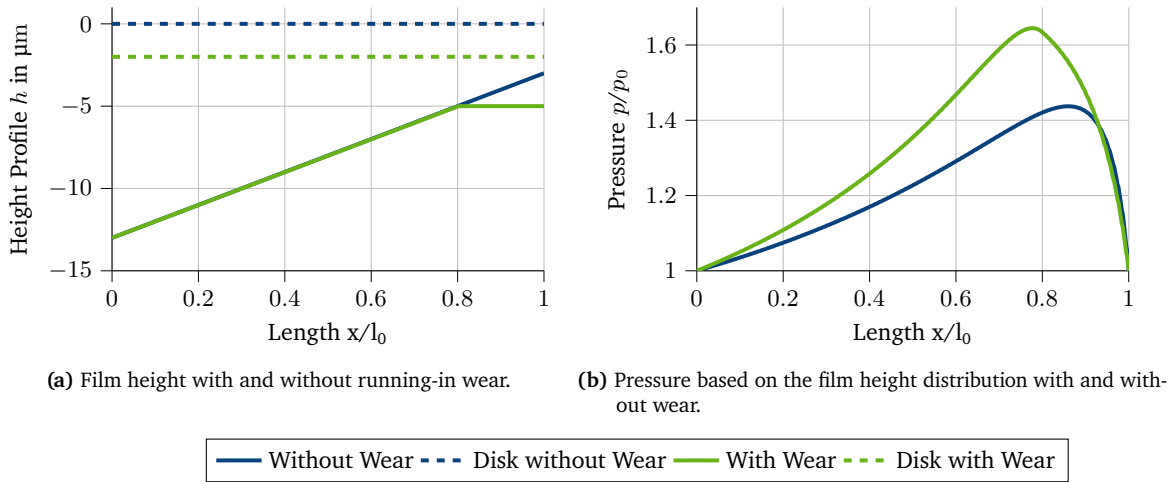 Height Profile h in µm
0
−5
−10
−15
0
0.2
0.4
0.6
0.8
1
Length x/l₀
(a) Film height with and without running-in wear.
Pressure p/p₀
1.6
1.4
1.2
1
0
0.2
0.4
0.6
0.8
1
Length x/l₀
(b) Pressure based on the film height distribution with and with-
out wear.
Without Wear
Disk without Wear
With Wear
Disk with Wear